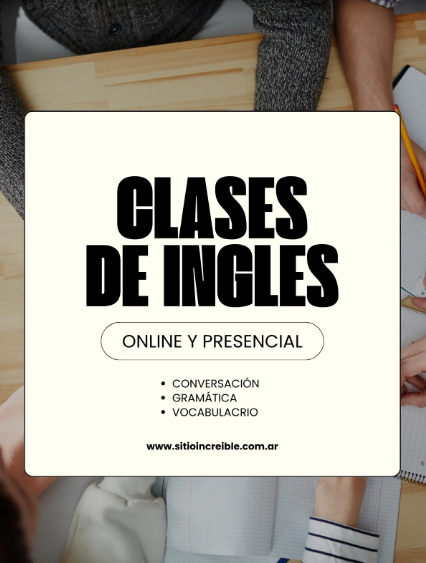 CLASES
DE INGLES
ONLINE Y PRESENCIAL
• CONVERSACIÓN
• GRAMÁTICA
• VOCABULACRIO
www.sitioincreible.com.ar